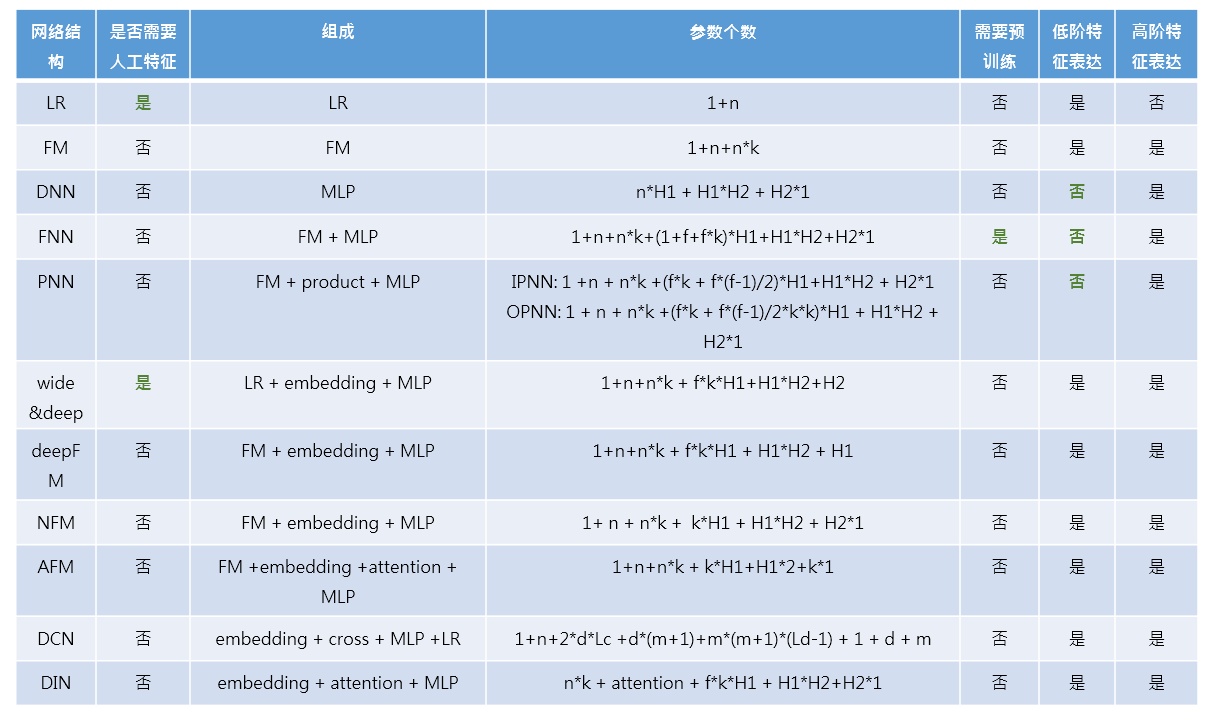 网络结构 是否需要人工特征 组成 参数个数 需要预训练 低阶特征表达 高阶特征表达
LR 是 LR 1+n 否 是 否
FM 否 FM 1+n+n*k 否 是 是
DNN 否 MLP n*H1 + H1*H2 + H2*1 否 否 是
FNN 否 FM + MLP 1+n+n*k+(1+f+f*k)*H1+H1*H2+H2*1 是 否 是
PNN 否 FM + product + MLP IPNN: 1 +n + n*k +(f*k + f*(f-1)/2)*H1+H1*H2 + H2*1 否 否 是
OPNN: 1 + n + n*k +(f*k + f*(f-1)/2*k*k)*H1 + H1*H2 +
H2*1
wide 是 LR + embedding + MLP 1+n+n*k + f*k*H1+H1*H2+H2 否 是 是
&deep
deepF 否 FM + embedding + MLP 1+n+n*k + f*k*H1 + H1*H2 + H1 否 是 是
M
NFM 否 FM + embedding + MLP 1+ n + n*k + k*H1 + H1*H2 + H2*1 否 是 是
AFM 否 FM +embedding +attention + 1+n+n*k + k*H1+H1*2+k*1 否 是 是
MLP
DCN 否 embedding + cross + MLP +LR 1+n+2*d*Lc +d*(m+1)+m*(m+1)*(Ld-1) + 1 + d + m 否 是 是
DIN 否 embedding + attention + MLP n*k + attention + f*k*H1 + H1*H2+H2*1 否 是 是